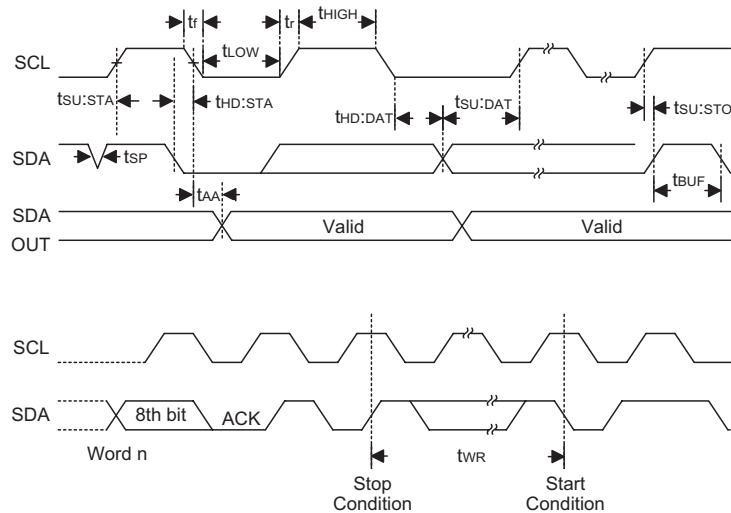 tf
tr
tHIGH
SCL
tLOW
tSU:STA
tHD:STA
tHD:DAT
tSU:DAT
tSU:STO
SDA
tSP
tBUF
tAA
SDA
OUT
Valid
Valid
SCL
SDA
8th bit
ACK
Word n
tWR
Stop
Condition
Start
Condition